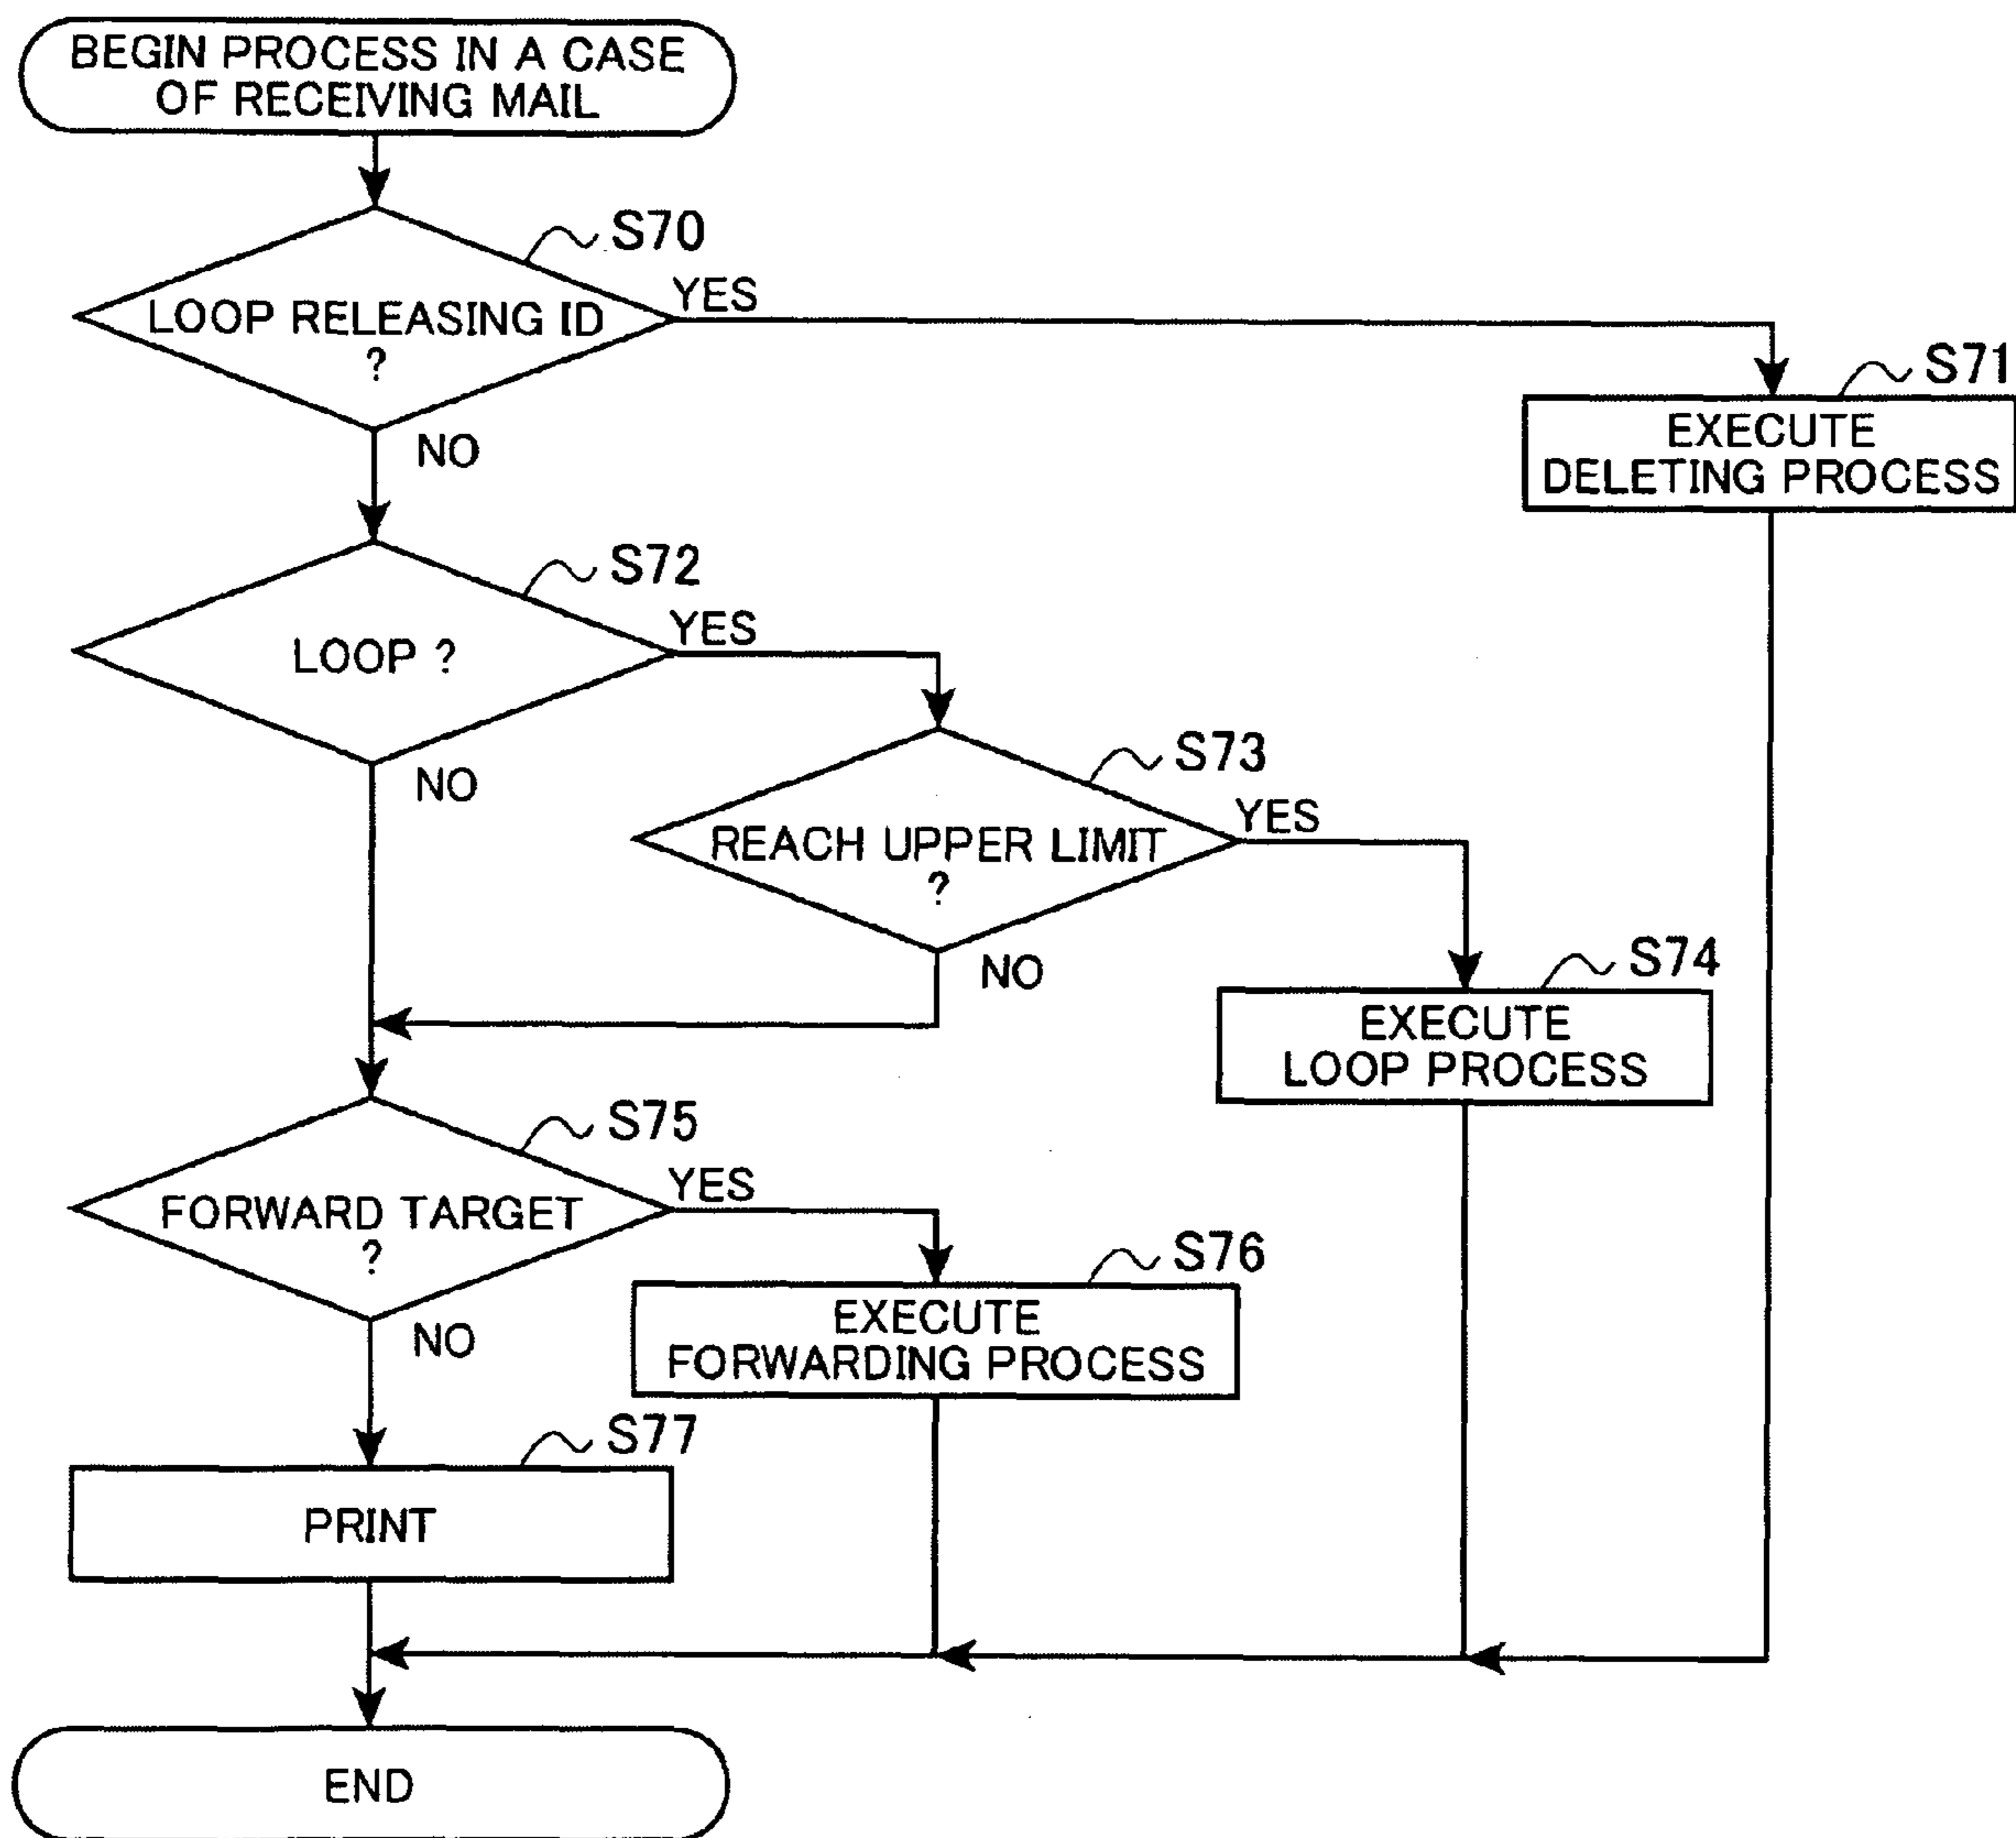 BEGIN PROCESS IN A CASE
OF RECEIVING MAIL
S70
LOOP RELEASING ID
?
YES
NO
S71
EXECUTE
DELETING PROCESS
S72
LOOP ?
YES
NO
S73
REACH UPPER LIMIT
?
YES
NO
S74
EXECUTE
LOOP PROCESS
S75
FORWARD TARGET
?
YES
NO
S76
EXECUTE
FORWARDING PROCESS
S77
PRINT
END